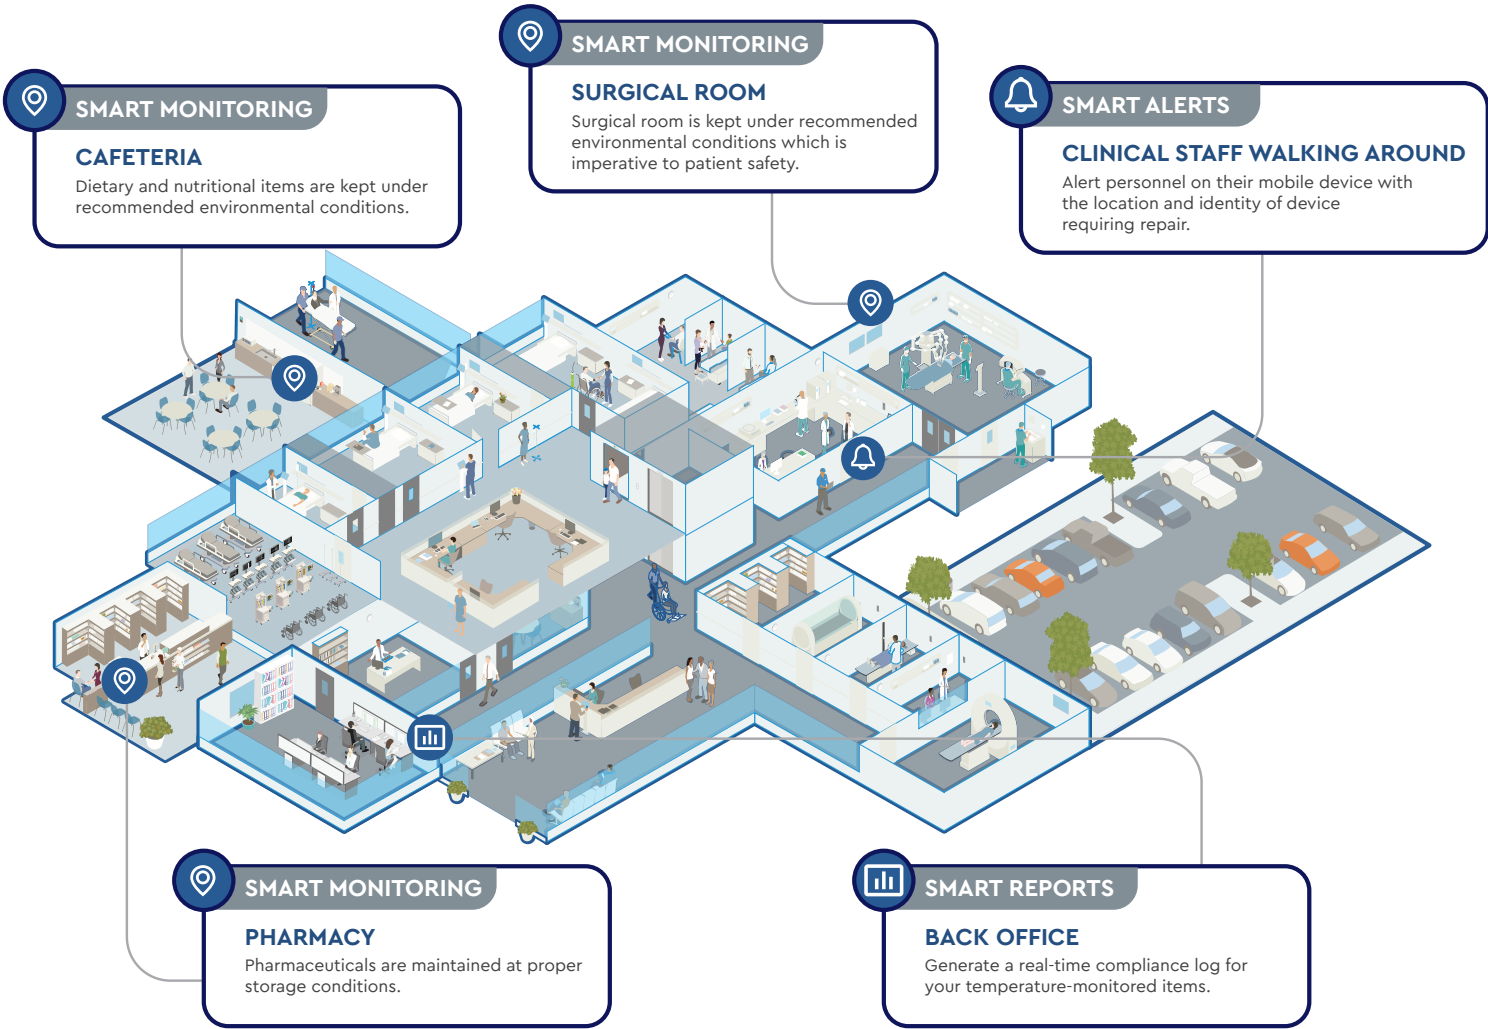 SMART MONITORING
SURGICAL ROOM
Surgical room is kept under recommended
environmental conditions which is
imperative to patient safety.
SMART MONITORING
CAFETERIA
Dietary and nutritional items are kept under
recommended environmental conditions.
SMART ALERTS
CLINICAL STAFF WALKING AROUND
Alert personnel on their mobile device with
the location and identity of device
requiring repair.
SMART MONITORING
PHARMACY
Pharmaceuticals are maintained at proper
storage conditions.
SMART REPORTS
BACK OFFICE
Generate a real-time compliance log for
your temperature-monitored items.